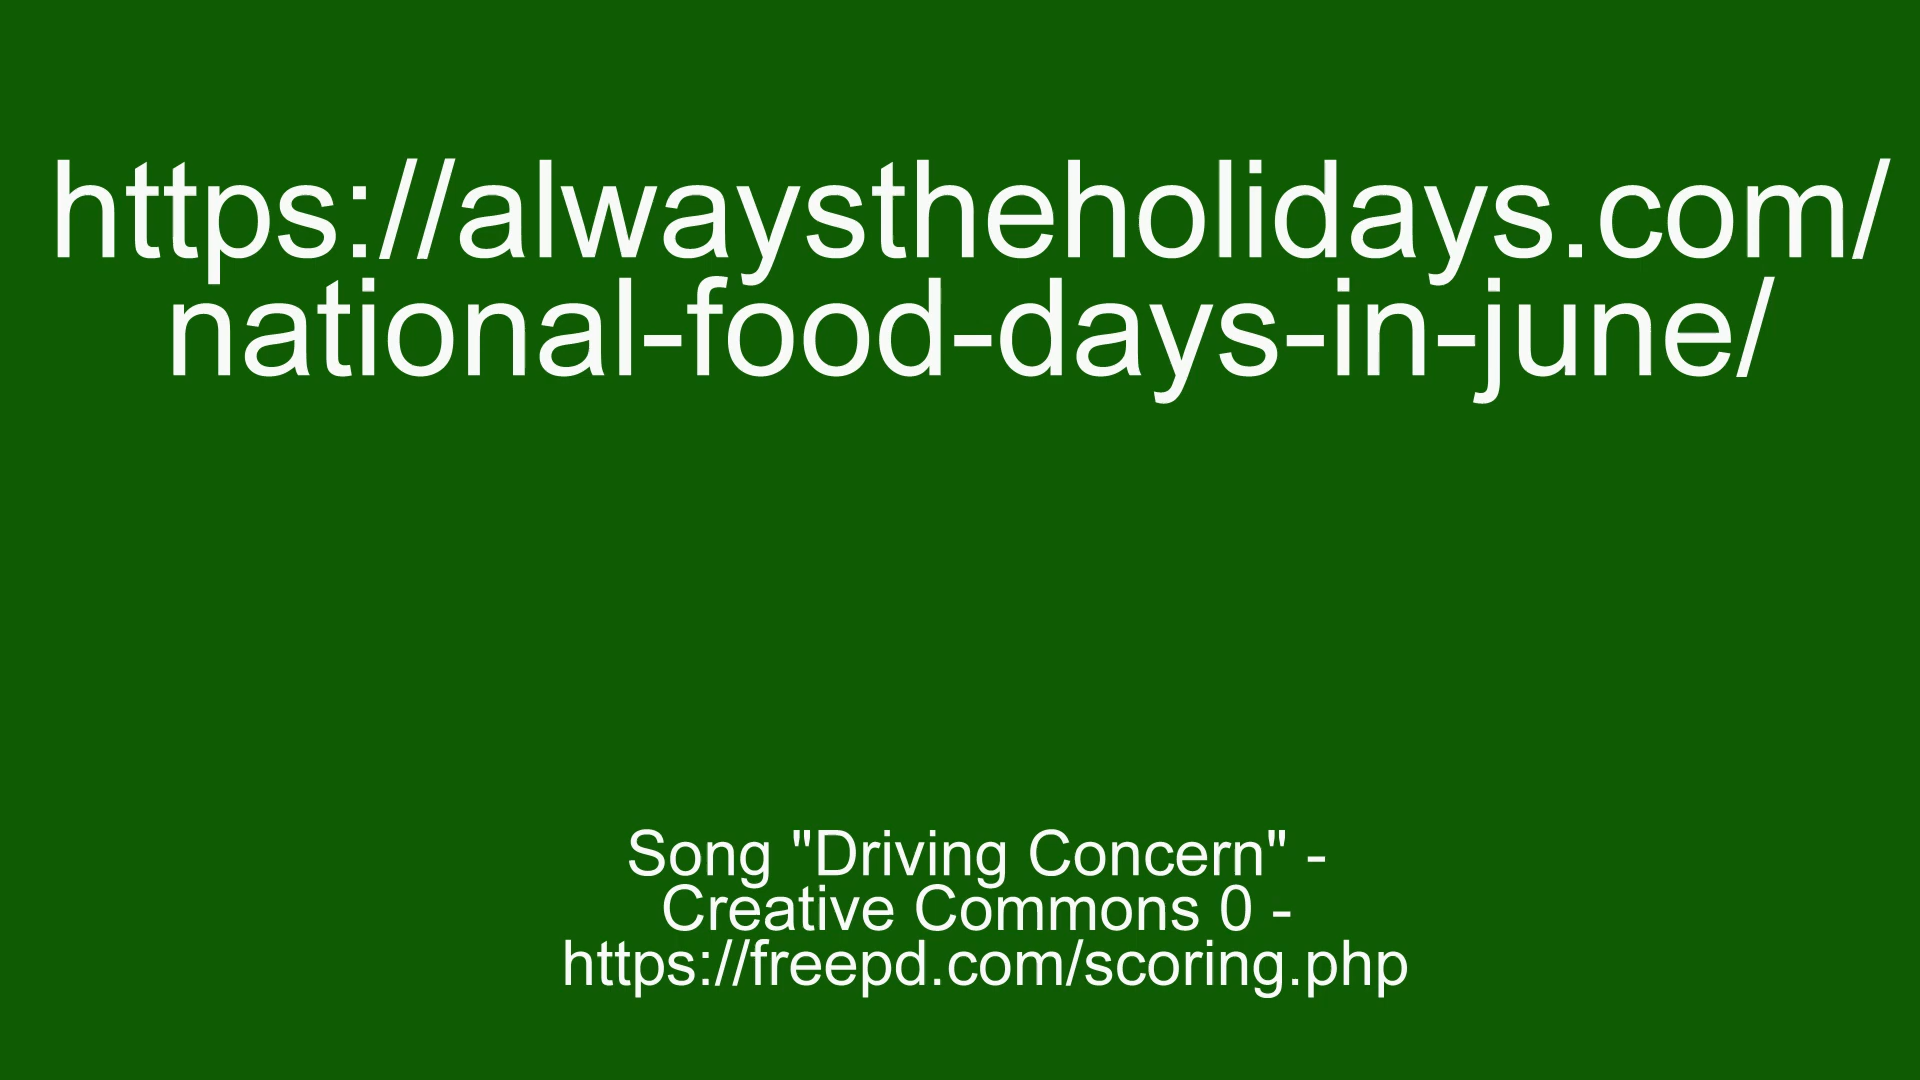 https://alwaystheholidays.com/
national-food-days-in-june/
Song "Driving Concern" -
Creative Commons 0 -
https://freepd.com/scoring.php